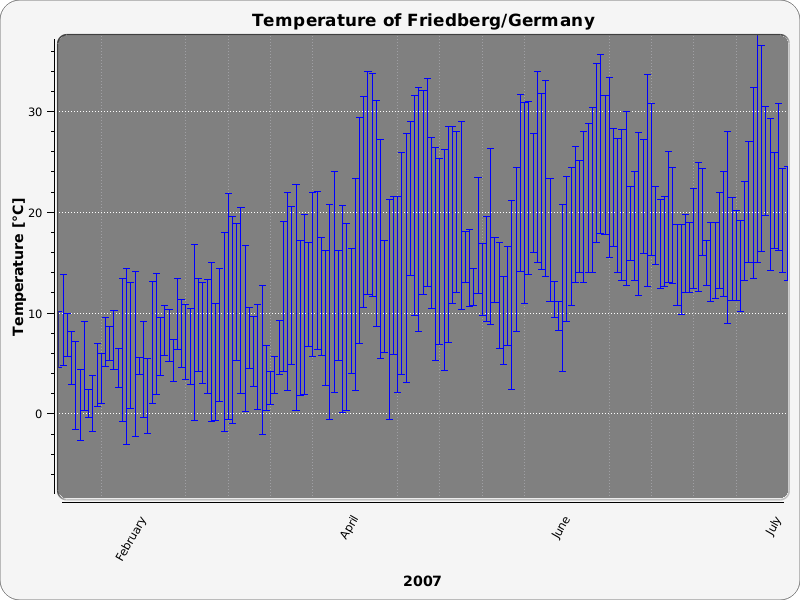 Temperature of Friedberg/Germany
Temperature [°C]
30
20
10
0
February
April
June
July
2007